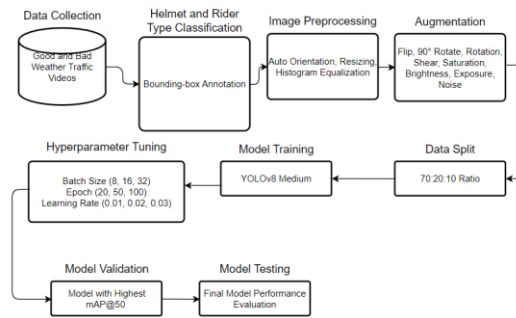 Data Collection
Good and Bad
Weather Traffic
Videos
Helmet and Rider
Type Classification
Bounding-box Annotation
Image Preprocessing
Auto Orientation, Resizing,
Histogram Equalization
Augmentation
Flip, 90° Rotate, Rotation,
Shear, Saturation,
Brightness, Exposure,
Noise
Data Split
70:20:10 Ratio
Model Training
YOLOv8 Medium
Hyperparameter Tuning
Batch Size (8, 16, 32)
Epoch (20, 50, 100)
Learning Rate (0.01, 0.02, 0.03)
Model Validation
Model with Highest
mAP@50
Model Testing
Final Model Performance
Evaluation